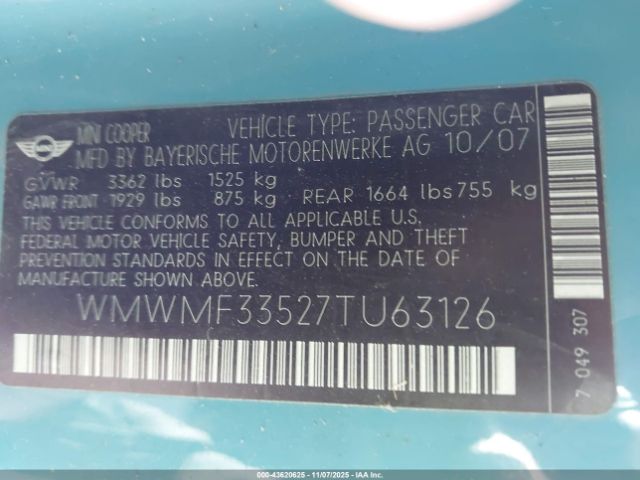 MINI COOPER VEHICLE TYPE: PASSENGER CAR
MFD BY BAYERISCHE MOTORENWERKE AG 10/07
GVWR 3362 lbs 1525 kg
GAWR FRONT 1929 lbs 875 kg REAR 1664 lbs 755 kg
THIS VEHICLE CONFORMS TO ALL APPLICABLE U.S.
FEDERAL MOTOR VEHICLE SAFETY, BUMPER AND THEFT
PREVENTION STANDARDS IN EFFECT ON THE DATE OF
MANUFACTURE SHOWN ABOVE.
WMWMF33527TU63126
7 049 307
000-43620625 - 11/07/2025 - IAA Corp.